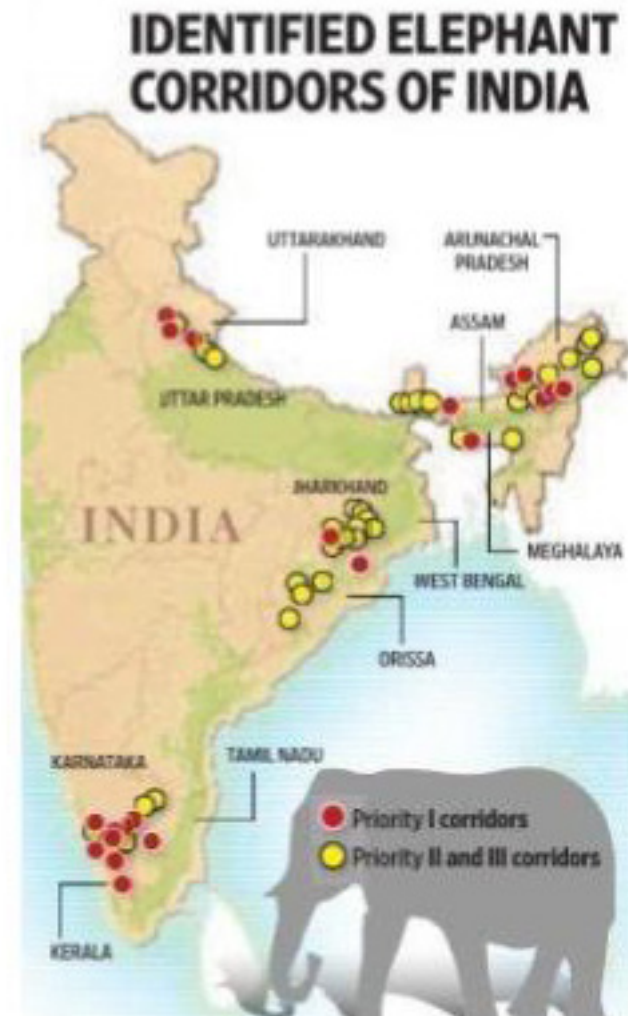 IDENTIFIED ELEPHANT
CORRIDORS OF INDIA
UTTARAKHAND
ARUNACHAL
PRADESH
ASSAM
UTTAR PRADESH
JHARKHAND
INDIA
MEGHALAYA
WEST BENGAL
ORISSA
KARNATAKA
TAMIL NADU
Priority I corridors
Priority II and III corridors
KERALA